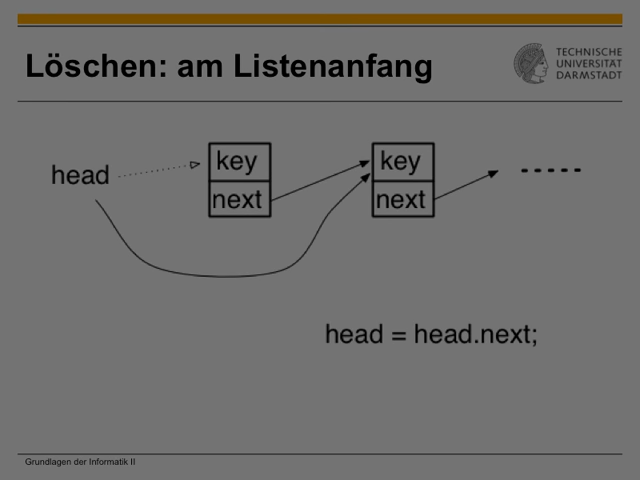 Löschen: am Listenanfang
TECHNISCHE
UNIVERSITÄT
DARMSTADT
key
key
head
next
next
head = head.next;
Grundlagen der Informatik II